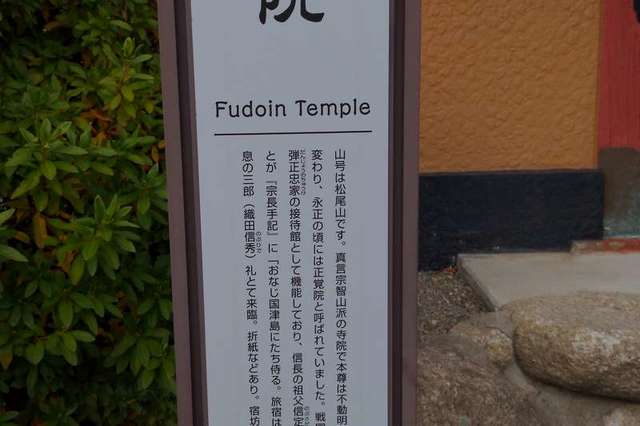 院
Fudoin Temple
山号は松尾山です。真言宗智山派の寺院で本尊は不動明
変わり、永正の頃には正覚院と呼ばれていました。戦国
弾正忠家の接待館として機能しており、信長の祖父信定
とが『宗長手記』に「おなじ国津島にたち侍る。旅宿は
息の三郎（織田信秀）礼とて来臨。折紙などあり。宿坊